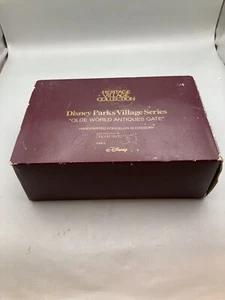 HERITAGE
VILLAGE
COLLECTION
Disney Parks Village Series
"OLDE WORLD ANTIQUES GATE"
HANDPAINTED PORCELAIN ACCESSORY
© Disney